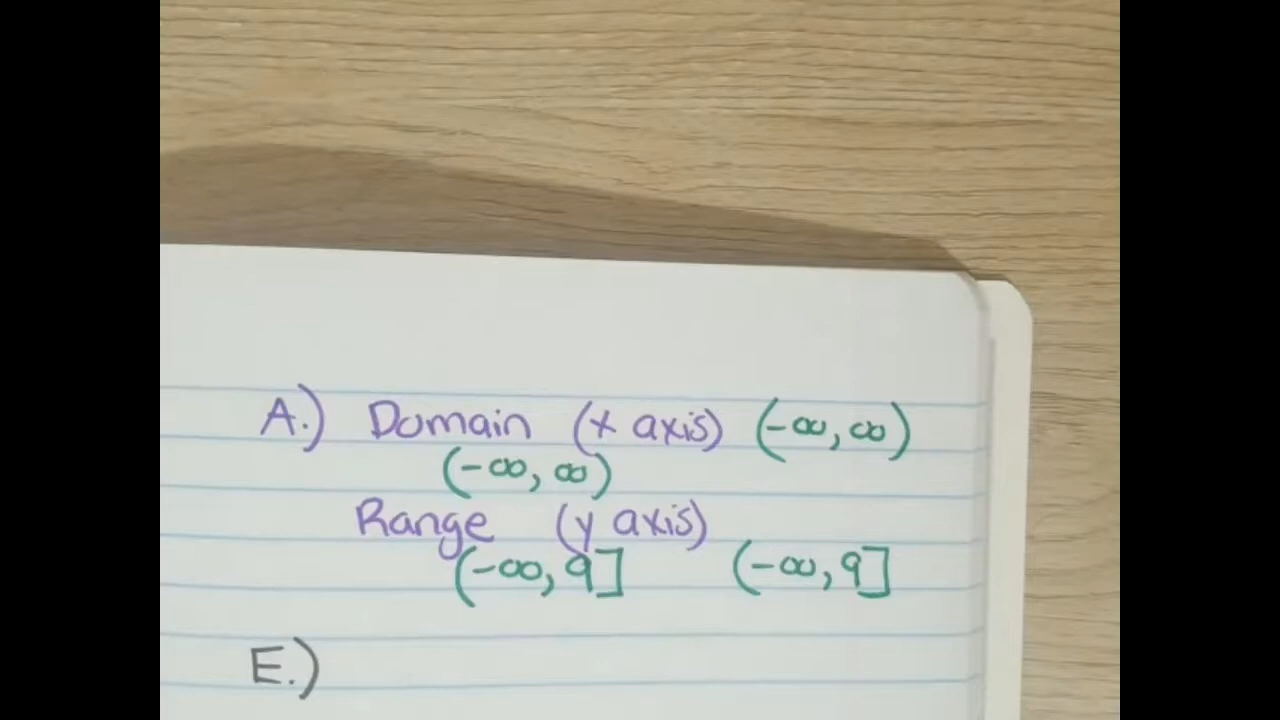 A.) Domain (x axis) (-∞, ∞)
(-∞, ∞)
Range (y axis)
(-∞, 9] (-∞, 9]
E.)